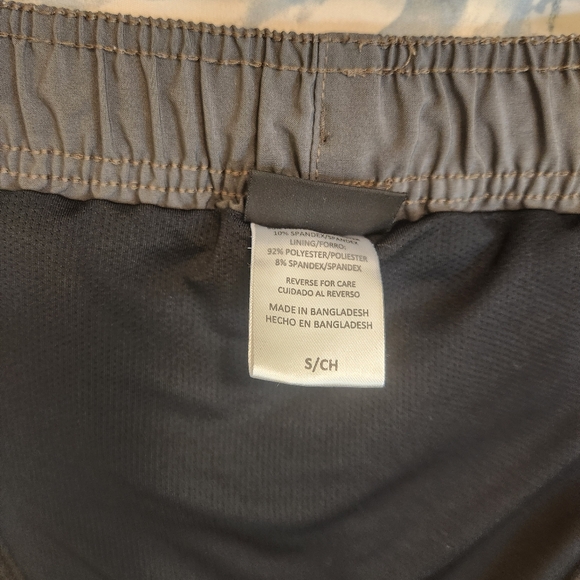 10% SPANDEX/SPANDEX
LINING/FORRO:
92% POLYESTER/POLIESTER
8% SPANDEX/SPANDEX
REVERSE FOR CARE
CUIDADO AL REVERSO
MADE IN BANGLADESH
HECHO EN BANGLADESH
S/CH